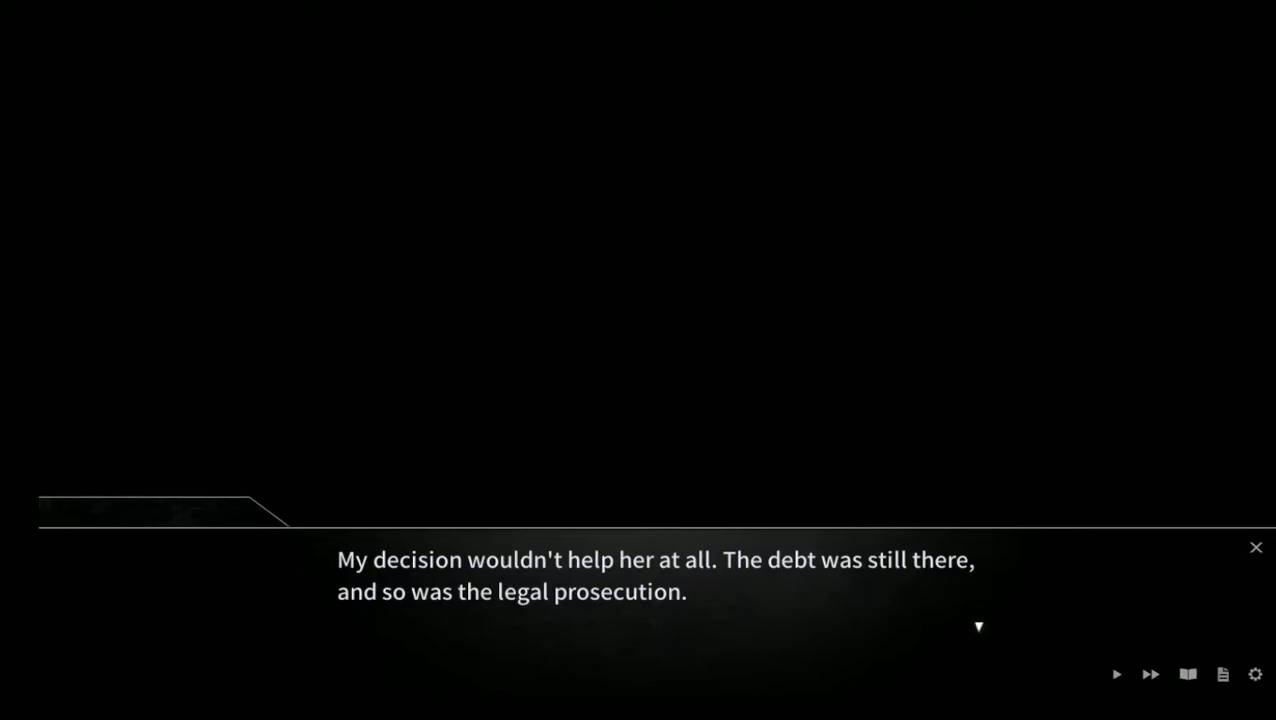 My decision wouldn't help her at all. The debt was still there,
and so was the legal prosecution.